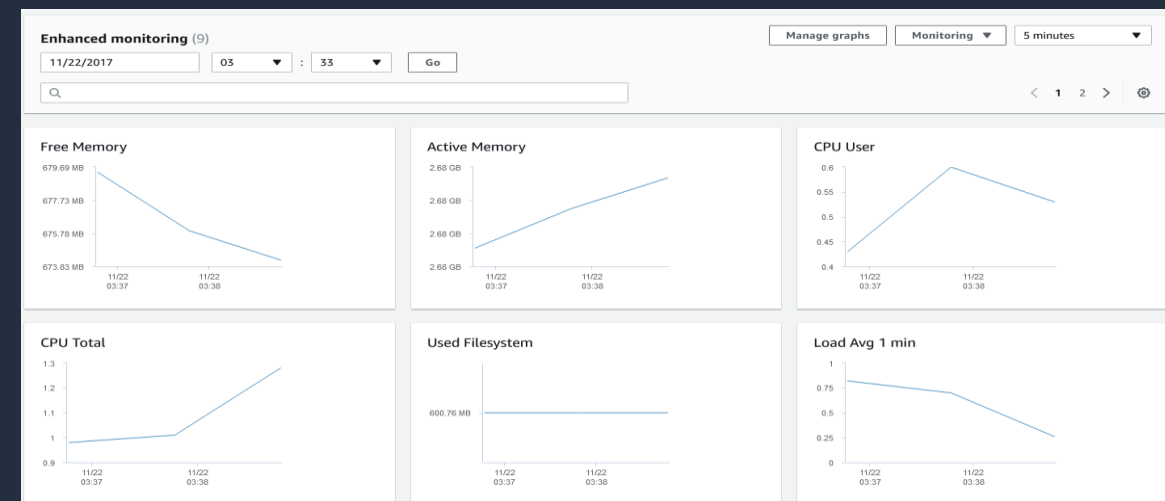 Enhanced monitoring (9)
Manage graphs Monitoring 5 minutes
11/22/2017 03 : 33 Go
< 1 2 >
Free Memory
679.69 MB
677.73 MB
675.78 MB
673.83 MB
11/22 11/22
03:37 03:38
Active Memory
2.68 GB
2.68 GB
2.68 GB
2.68 GB
11/22 11/22
03:37 03:38
CPU User
0.6
0.55
0.5
0.45
0.4
11/22 11/22
03:37 03:38
CPU Total
1.3
1.2
1.1
1
0.9
11/22 11/22
03:37 03:38
Used Filesystem
600.76 MB
11/22 11/22
03:37 03:38
Load Avg 1 min
1
0.75
0.5
0.25
0
11/22 11/22
03:37 03:38